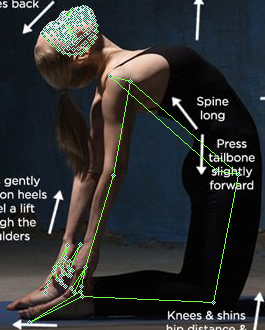 es back
Spine
long
Press
tailbone
slightly
forward
gently
on heels
el a lift
gh the
ulders
Knees & shins
hip distance &